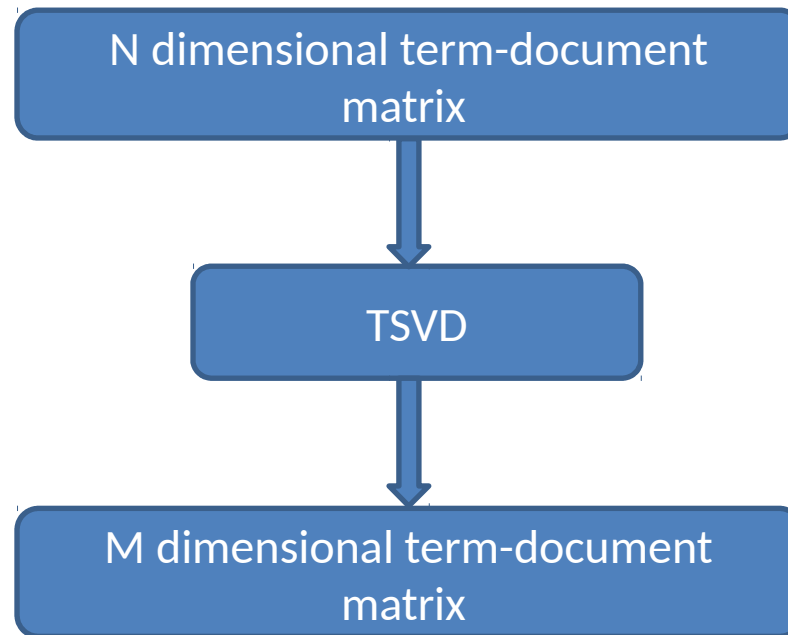 N dimensional term-document
matrix
TSVD
M dimensional term-document
matrix